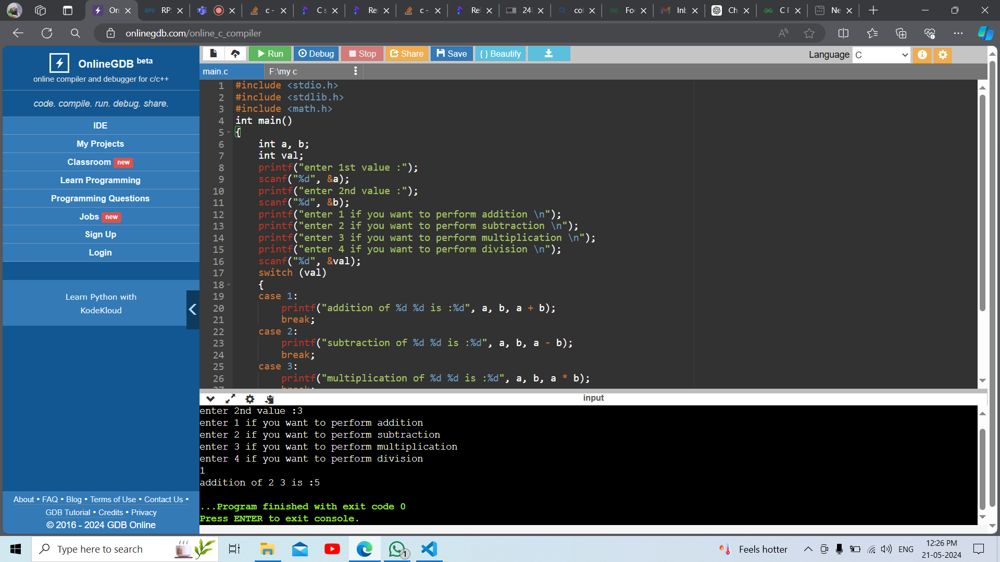 On
RP
c -
C s
Rel
c -
Rel
24
col
Fo
Inb
Ch
C P
Ne
onlinegdb.com/online_c_compiler
OnlineGDB beta
online compiler and debugger for c/c++
code. compile. run. debug. share.
IDE
My Projects
Classroom new
Learn Programming
Programming Questions
Jobs new
Sign Up
Login
Learn Python with
KodeKloud
About • FAQ • Blog • Terms of Use • Contact Us •
GDB Tutorial • Credits • Privacy
© 2016 - 2024 GDB Online
Run Debug Stop Share Save { } Beautify
Language C
main.c F:\my c
1 #include <stdio.h>
2 #include <stdlib.h>
3 #include <math.h>
4 int main()
5 {
6 int a, b;
7 int val;
8 printf("enter 1st value :");
9 scanf("%d", &a);
10 printf("enter 2nd value :");
11 scanf("%d", &b);
12 printf("enter 1 if you want to perform addition \n");
13 printf("enter 2 if you want to perform subtraction \n");
14 printf("enter 3 if you want to perform multiplication \n");
15 printf("enter 4 if you want to perform division \n");
16 scanf("%d", &val);
17 switch (val)
18 {
19 case 1:
20 printf("addition of %d %d is :%d", a, b, a + b);
21 break;
22 case 2:
23 printf("subtraction of %d %d is :%d", a, b, a - b);
24 break;
25 case 3:
26 printf("multiplication of %d %d is :%d", a, b, a * b);
27 break;
input
enter 2nd value :3
enter 1 if you want to perform addition
enter 2 if you want to perform subtraction
enter 3 if you want to perform multiplication
enter 4 if you want to perform division
1
addition of 2 3 is :5
...Program finished with exit code 0
Press ENTER to exit console.
Type here to search
1
Feels hotter
ENG
12:26 PM
21-05-2024